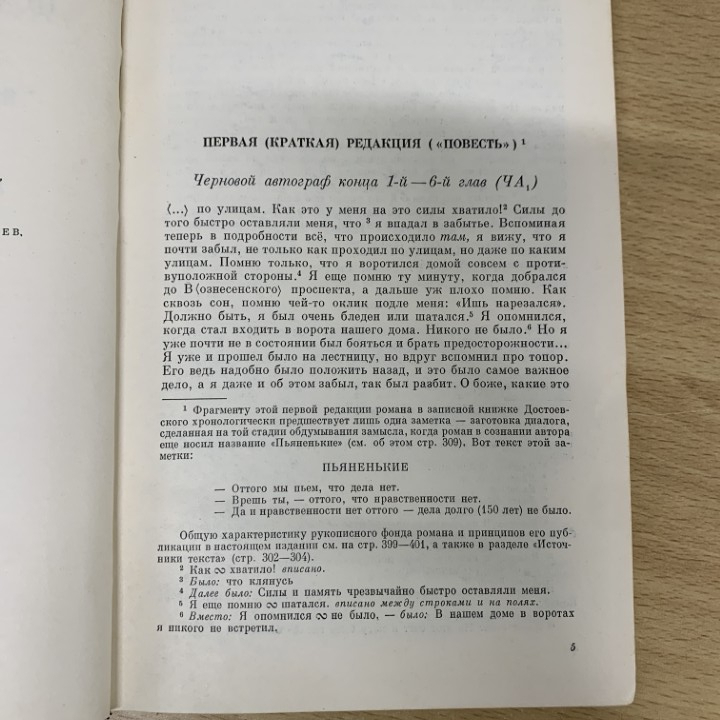 ЕВ,
ПЕРВАЯ (КРАТКАЯ) РЕДАКЦИЯ («ПОВЕСТЬ») ¹
Черновой автограф конца 1-й — 6-й глав (ЧА₁)
⟨...⟩ по улицам. Как это у меня на это силы хватило!² Силы до
того быстро оставляли меня, что ³ я впадал в забытье. Вспоминая
теперь в подробности всё, что происходило там, я вижу, что я
почти забыл, не только как проходил по улицам, но даже по каким
улицам. Помню только, что я воротился домой совсем с про-
тивуположной стороны.⁴ Я еще помню ту минуту, когда добрался
до В⟨ознесенского⟩ проспекта, а дальше уж плохо помню. Как
сквозь сон, помню чей-то оклик подле меня: «Ишь нарезался».
Должно быть, я был очень бледен или шатался.⁵ Я опомнился,
когда стал входить в ворота нашего дома. Никого не было.⁶ Но я
уже почти не в состоянии был бояться и брать предосторожности...
Я уже и прошел было на лестницу, но вдруг вспомнил про топор.
Его ведь надобно было положить назад, и это было самое важное
дело, а я даже и об этом забыл, так был разбит. О боже, какие это
¹ Фрагменту этой первой редакции романа в записной книжке Достоев-
ского хронологически предшествует лишь одна заметка — заготовка диалога,
сделанная на той стадии обдумывания замысла, когда роман в сознании автора
еще носил название «Пьяненькие» (см. об этом стр. 309). Вот текст этой за-
метки:
ПЬЯНЕНЬКИЕ
— Оттого мы пьем, что дела нет.
— Врешь ты, — оттого, что нравственности нет.
— Да и нравственности нет оттого — дела долго (150 лет) не было.
Общую характеристику рукописного фонда романа и принципов его пуб-
ликации в настоящем издании см. на стр. 399—401, а также в разделе «Источ-
ники текста» (стр. 302—304).
² Как ∞ хватило! вписано.
³ Было: что клянусь
⁴ Далее было: Силы и память чрезвычайно быстро оставляли меня.
⁵ Я еще помню ∞ шатался. вписано между строками и на полях.
⁶ Вместо: Я опомнился ∞ не было, — было: В нашем доме в воротах
я никого не встретил.
5